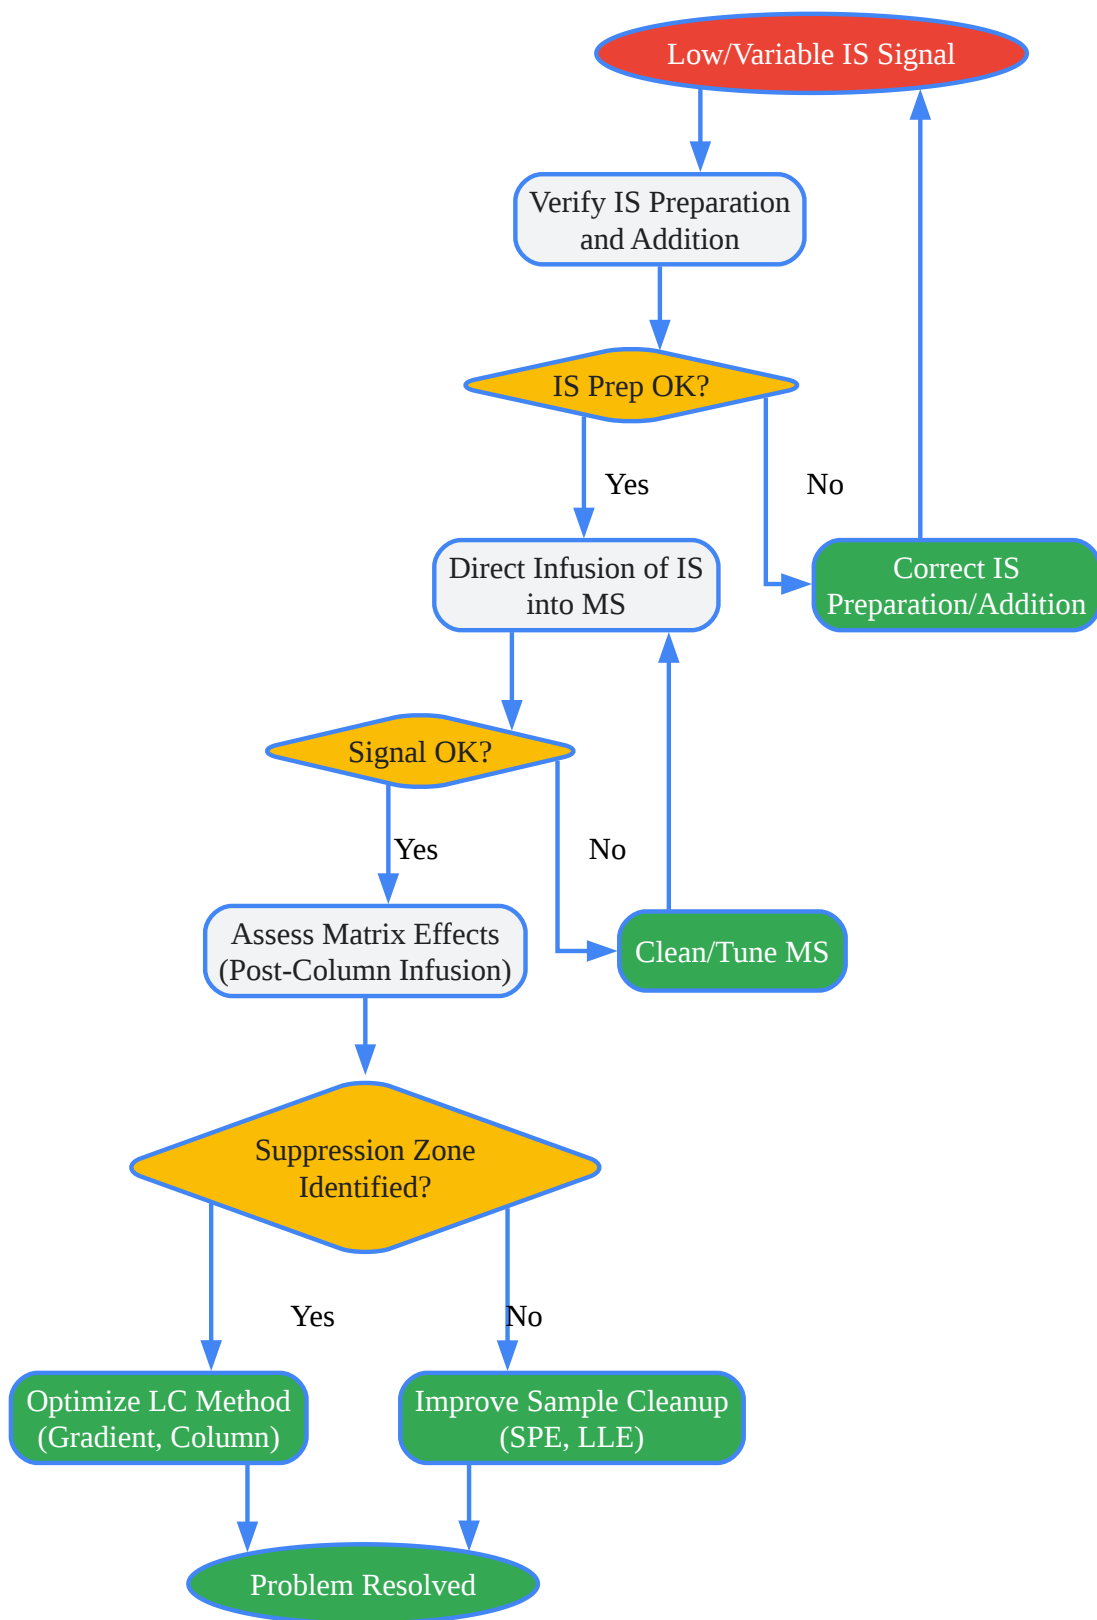 Low/Variable IS Signal
Verify IS Preparation
and Addition
IS Prep OK?
Yes
No
Direct Infusion of IS
into MS
Correct IS
Preparation/Addition
Signal OK?
Yes
No
Assess Matrix Effects
(Post-Column Infusion)
Clean/Tune MS
Suppression Zone
Identified?
Yes
No
Optimize LC Method
(Gradient, Column)
Improve Sample Cleanup
(SPE, LLE)
Problem Resolved